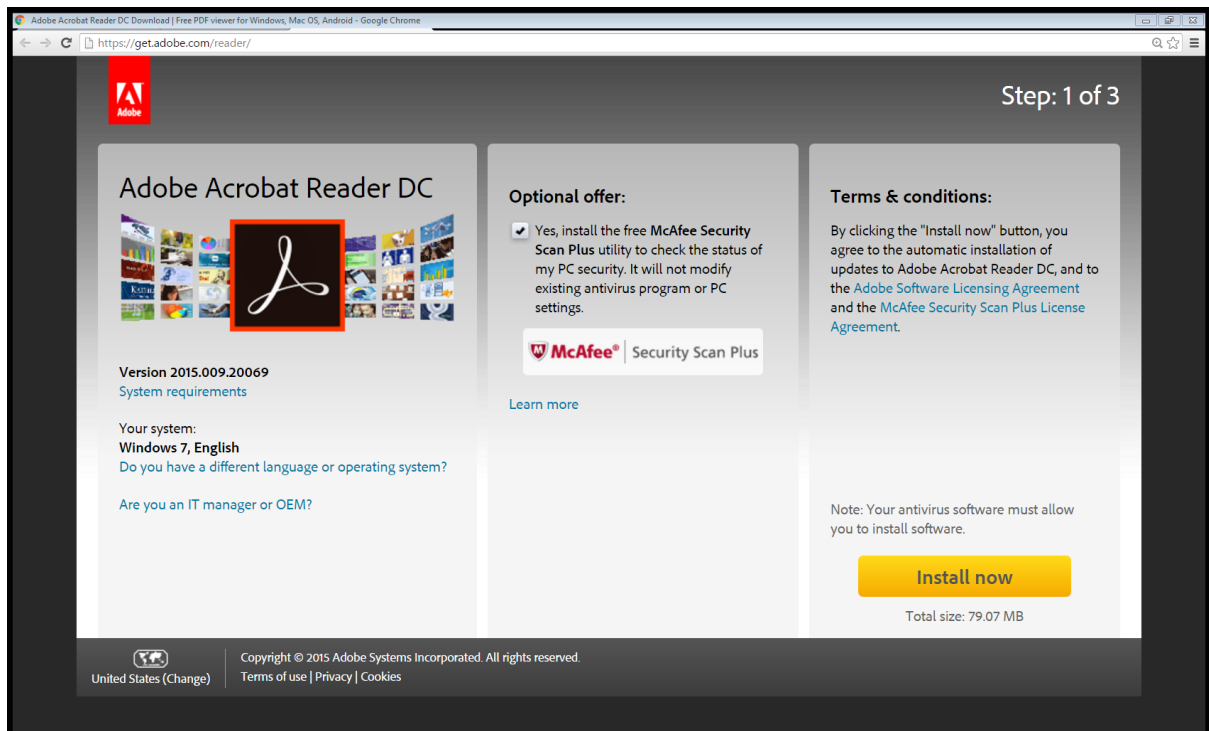 Adobe Acrobat Reader DC Download | Free PDF viewer for Windows, Mac OS, Android - Google Chrome
https://get.adobe.com/reader/
Adobe
Step: 1 of 3
Adobe Acrobat Reader DC
Version 2015.009.20069
System requirements
Your system:
Windows 7, English
Do you have a different language or operating system?
Are you an IT manager or OEM?
Optional offer:
Yes, install the free McAfee Security
Scan Plus utility to check the status of
my PC security. It will not modify
existing antivirus program or PC
settings.
McAfee® | Security Scan Plus
Learn more
Terms & conditions:
By clicking the "Install now" button, you
agree to the automatic installation of
updates to Adobe Acrobat Reader DC, and to
the Adobe Software Licensing Agreement
and the McAfee Security Scan Plus License
Agreement.
Note: Your antivirus software must allow
you to install software.
Install now
Total size: 79.07 MB
United States (Change)
Copyright © 2015 Adobe Systems Incorporated. All rights reserved.
Terms of use | Privacy | Cookies